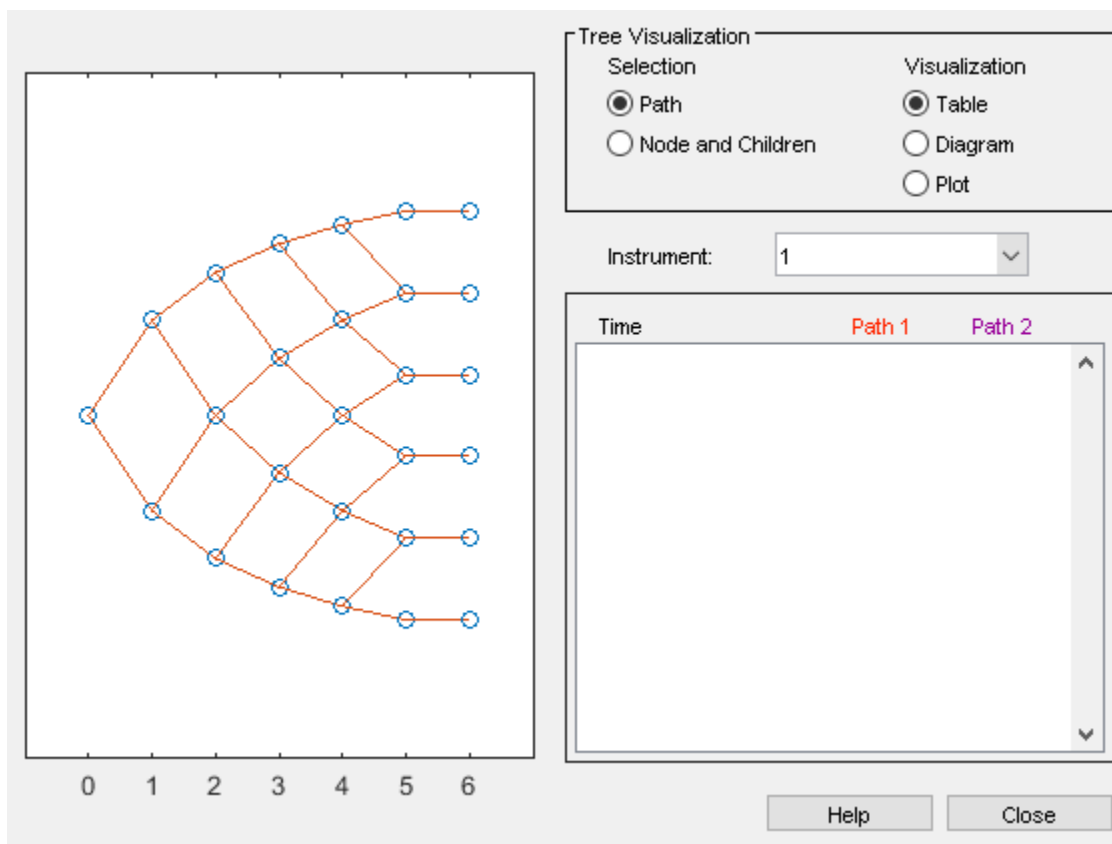 Tree Visualization
Selection Visualization
Path Table
Node and Children Diagram
Plot
Instrument: 1
Time Path 1 Path 2
0 1 2 3 4 5 6
Help Close